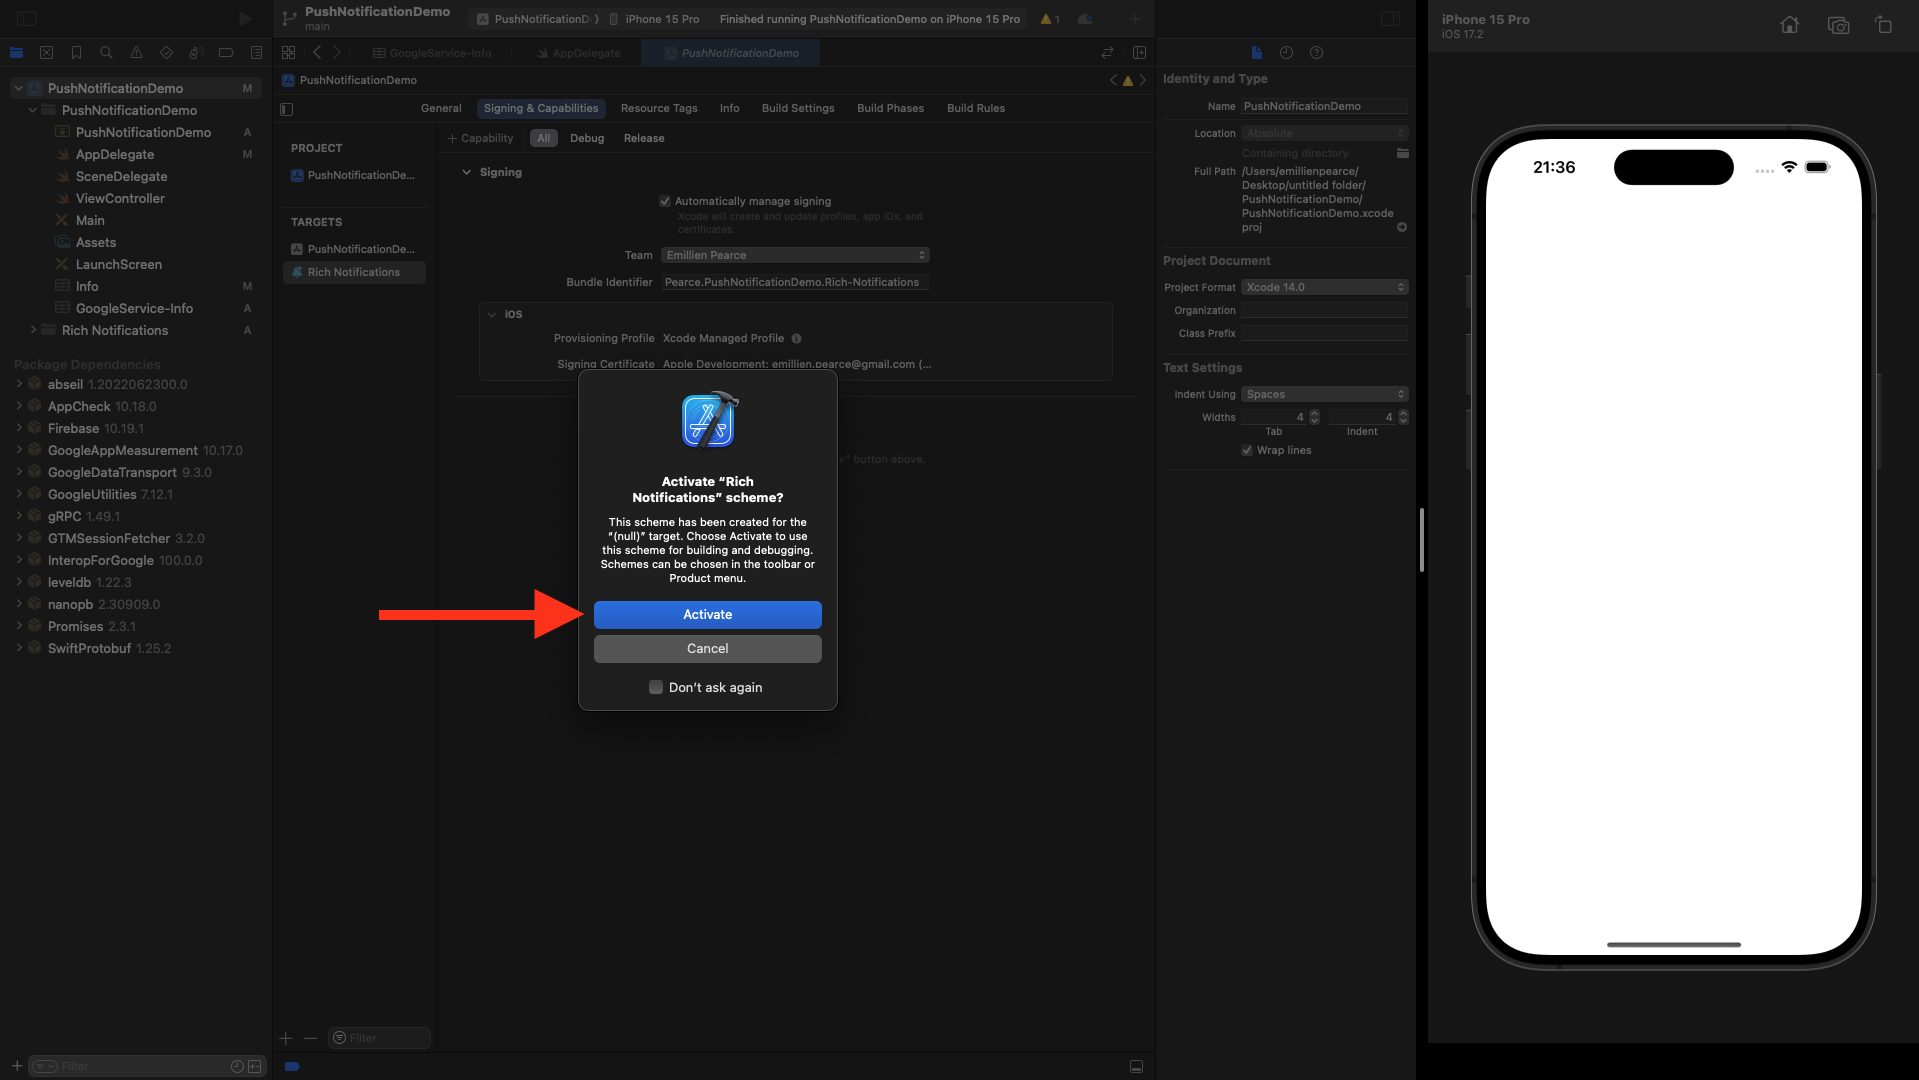 PushNotificationDemo
main
PushNotificationD
iPhone 15 Pro
Finished running PushNotificationDemo on iPhone 15 Pro
1
GoogleService-Info
AppDelegate
PushNotificationDemo
PushNotificationDemo
General
Signing & Capabilities
Resource Tags
Info
Build Settings
Build Phases
Build Rules
PushNotificationDemo M
PushNotificationDemo
PushNotificationDemo A
AppDelegate M
SceneDelegate
ViewController
Main
Assets
LaunchScreen
Info M
GoogleService-Info A
Rich Notifications A
Package Dependencies
abseil 1.2022062300.0
AppCheck 10.18.0
Firebase 10.19.1
GoogleAppMeasurement 10.17.0
GoogleDataTransport 9.3.0
GoogleUtilities 7.12.1
gRPC 1.49.1
GTMSessionFetcher 3.2.0
InteropForGoogle 100.0.0
leveldb 1.22.3
nanopb 2.30909.0
Promises 2.3.1
SwiftProtobuf 1.25.2
Filter
PROJECT
PushNotificationDe...
TARGETS
PushNotificationDe...
Rich Notifications
Filter
+ Capability
All
Debug
Release
Signing
Automatically manage signing
Xcode will create and update profiles, app IDs, and
certificates.
Team Emillien Pearce
Bundle Identifier Pearce.PushNotificationDemo.Rich-Notifications
iOS
Provisioning Profile Xcode Managed Profile
Signing Certificate Apple Development: emillien.pearce@gmail.com (...
+" button above.
Activate “Rich
Notifications” scheme?
This scheme has been created for the
“(null)” target. Choose Activate to use
this scheme for building and debugging.
Schemes can be chosen in the toolbar or
Product menu.
Activate
Cancel
Don't ask again
Identity and Type
Name PushNotificationDemo
Location Absolute
Containing directory
Full Path /Users/emillienpearce/
Desktop/untitled folder/
PushNotificationDemo/
PushNotificationDemo.xcode
proj
Project Document
Project Format Xcode 14.0
Organization
Class Prefix
Text Settings
Indent Using Spaces
Widths 4 4
Tab Indent
Wrap lines
iPhone 15 Pro
iOS 17.2
21:36